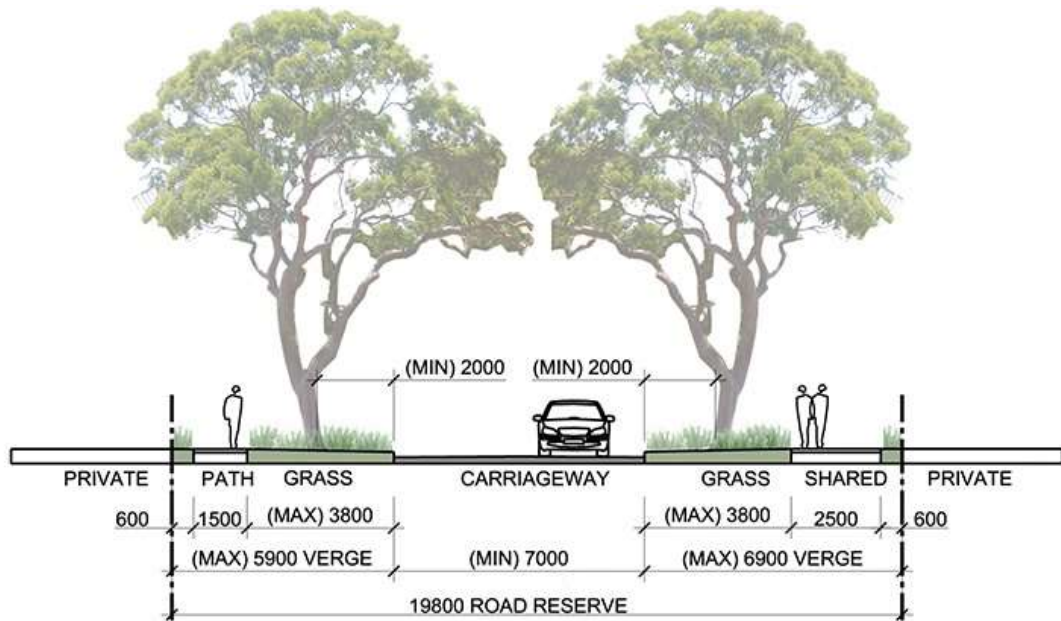 (MIN) 2000 (MIN) 2000
PRIVATE PATH GRASS CARRIAGEWAY GRASS SHARED PRIVATE
600 1500 (MAX) 3800 (MAX) 3800 2500 600
(MAX) 5900 VERGE (MIN) 7000 (MAX) 6900 VERGE
19800 ROAD RESERVE